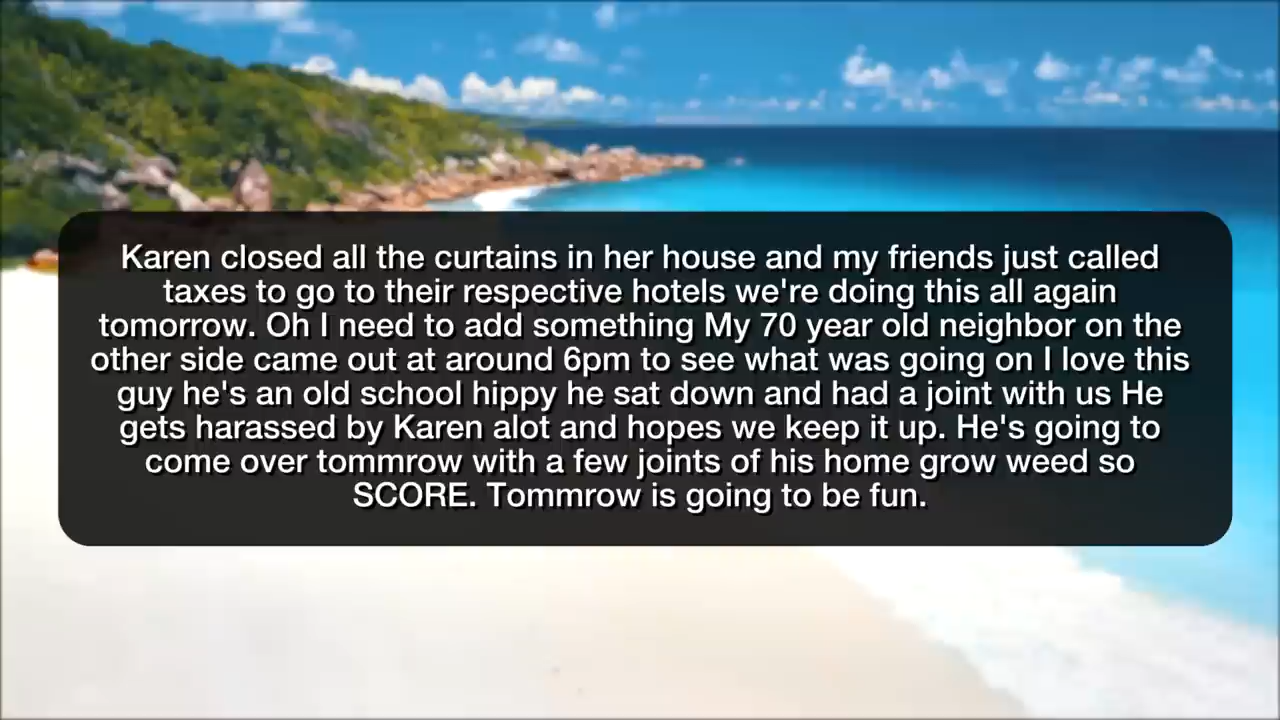 Karen closed all the curtains in her house and my friends just called
taxes to go to their respective hotels we're doing this all again
tomorrow. Oh I need to add something My 70 year old neighbor on the
other side came out at around 6pm to see what was going on I love this
guy he's an old school hippy he sat down and had a joint with us He
gets harassed by Karen alot and hopes we keep it up. He's going to
come over tommrow with a few joints of his home grow weed so
SCORE. Tommrow is going to be fun.